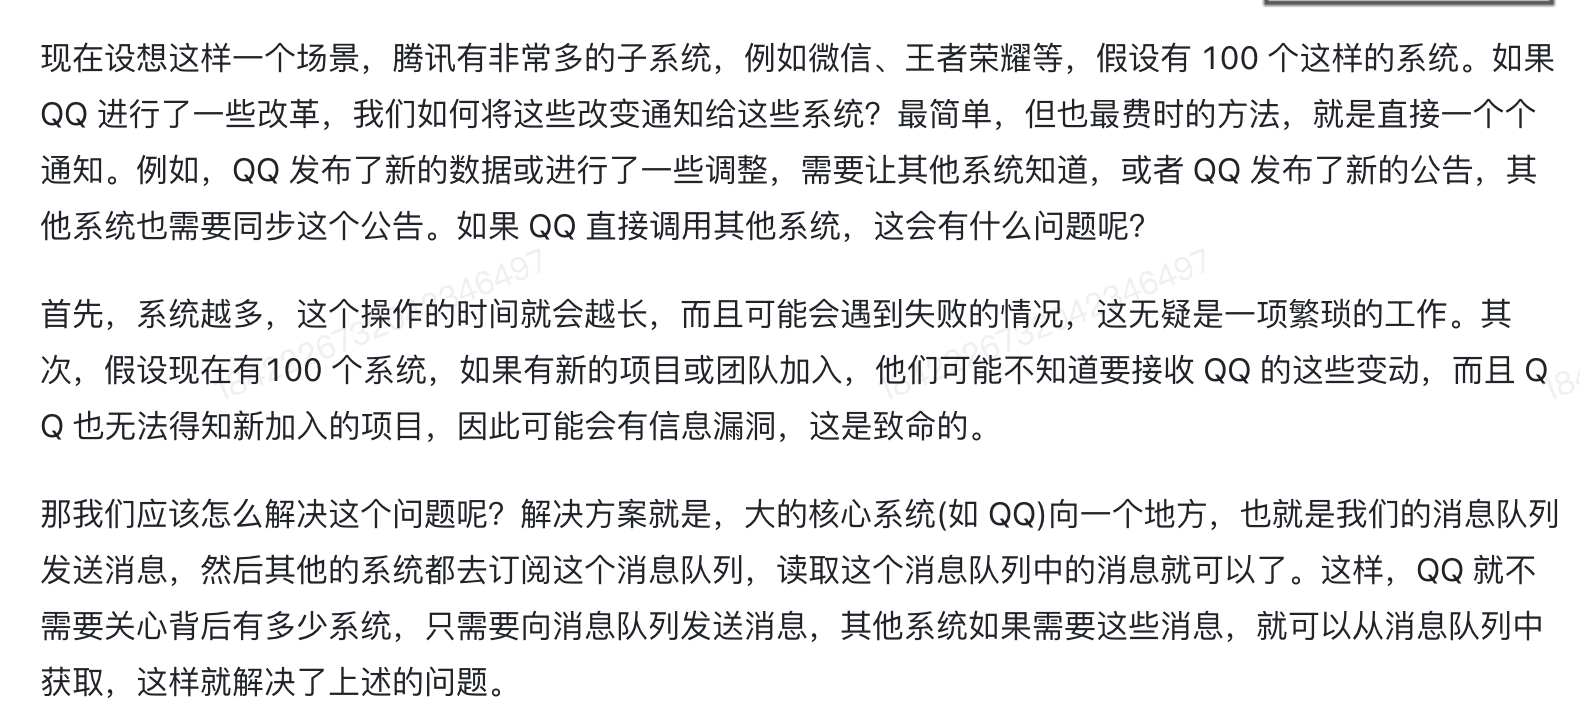 现在设想这样一个场景，腾讯有非常多的子系统，例如微信、王者荣耀等，假设有 100 个这样的系统。如果
QQ 进行了一些改革，我们如何将这些改变通知给这些系统？最简单，但也最费时的方法，就是直接一个个
通知。例如，QQ 发布了新的数据或进行了一些调整，需要让其他系统知道，或者 QQ 发布了新的公告，其
他系统也需要同步这个公告。如果 QQ 直接调用其他系统，这会有什么问题呢？
首先，系统越多，这个操作的时间就会越长，而且可能会遇到失败的情况，这无疑是一项繁琐的工作。其
次，假设现在有100 个系统，如果有新的项目或团队加入，他们可能不知道要接收 QQ 的这些变动，而且 Q
Q 也无法得知新加入的项目，因此可能会有信息漏洞，这是致命的。
那我们应该怎么解决这个问题呢？解决方案就是，大的核心系统(如 QQ)向一个地方，也就是我们的消息队列
发送消息，然后其他的系统都去订阅这个消息队列，读取这个消息队列中的消息就可以了。这样，QQ 就不
需要关心背后有多少系统，只需要向消息队列发送消息，其他系统如果需要这些消息，就可以从消息队列中
获取，这样就解决了上述的问题。